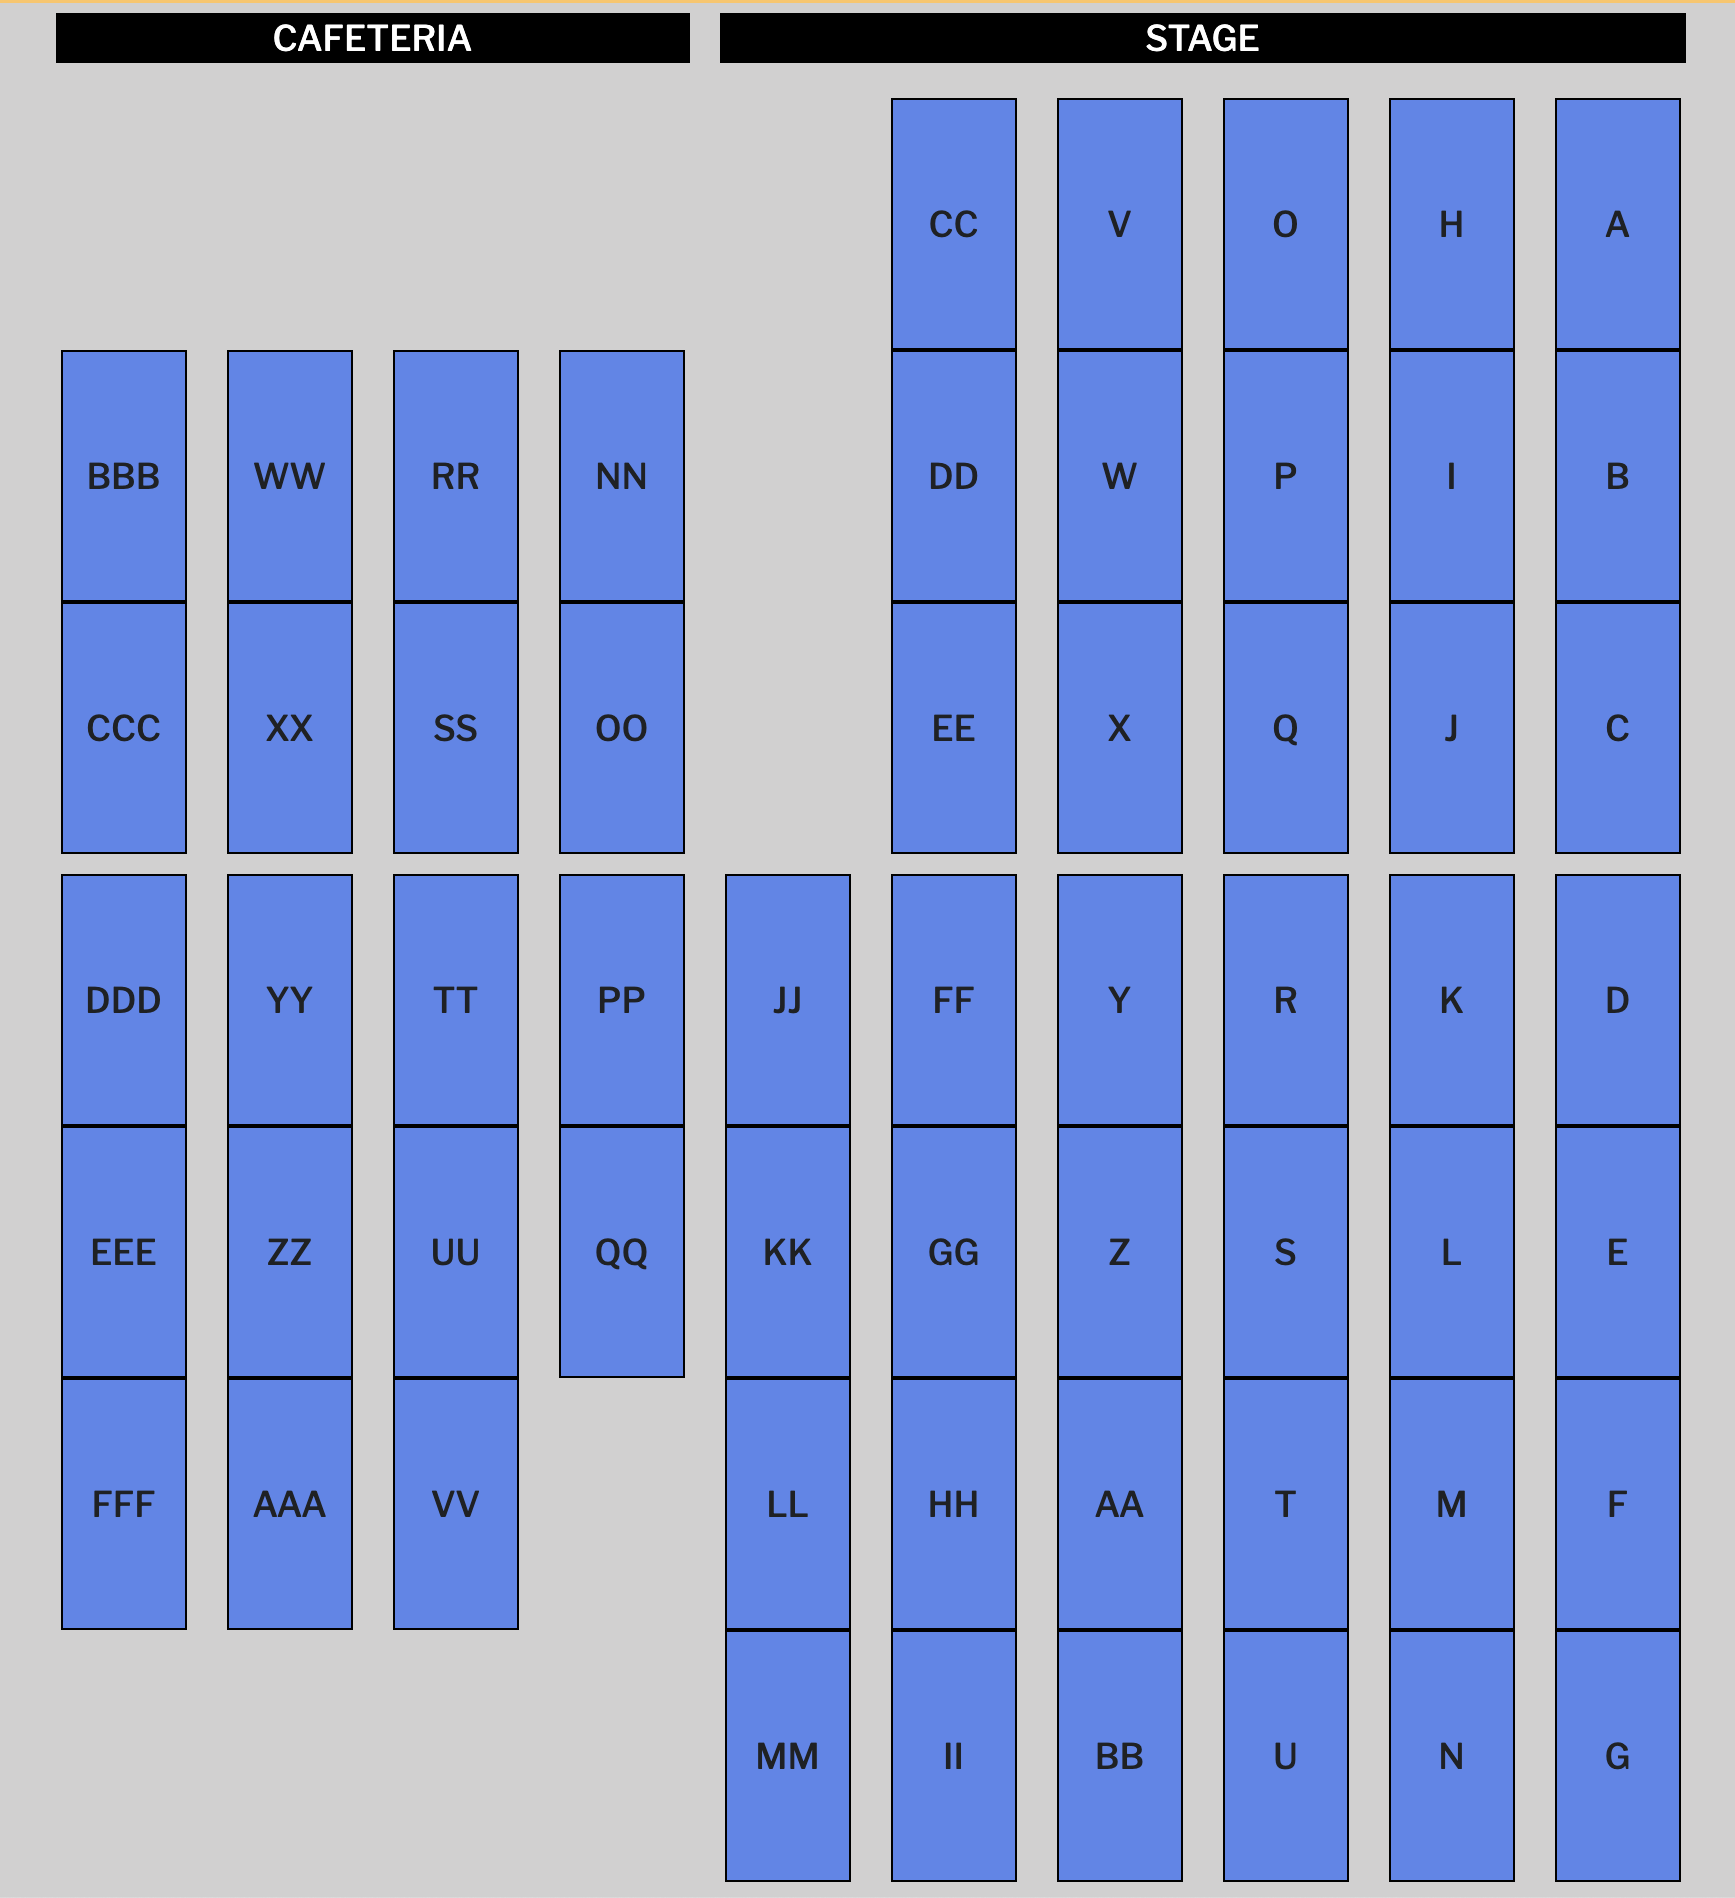 CAFETERIA STAGE
CC V O H A
BBB WW RR NN DD W P I B
CCC XX SS OO EE X Q J C
DDD YY TT PP JJ FF Y R K D
EEE ZZ UU QQ KK GG Z S L E
FFF AAA VV LL HH AA T M F
MM II BB U N G